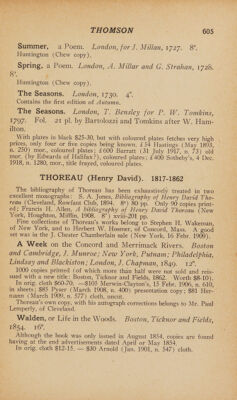 THOMSON 605
Summer, a Poem. London, for J. Millan, 1727. 8°.
Huntington (Chew copy).
Spring, a Poem. London, A. Millar and G. Strahan, 1728.
8°.
Huntington (Chew copy).
The Seasons. London, 1730. 4°.
Contains the first edition of Autumn.
The Seasons. London, T. Bensley for P. W. Tomkins,
1797. Fol. 21 pl. by Bartolozzi and Tomkins after W. Ham-
ilton.
With plates in black $25-30, but with coloured plates fetches very high
prices, only four or five copies being known. £54 Hastings (May 1893,
n. 250) mor., coloured plates; £600 Barratt (31 July 1917, n. 73) old
mor. (by Edwards of Halifax?), coloured plates; £400 Sotheby's, 4 Dec.
1918, n. 1280, mor., title frayed, coloured plates.
THOREAU (Henry David). 1817-1862
The bibliography of Thoreau has been exhaustively treated in two
excellent monographs: S. A. Jones, Bibliography of Henry David Tho-
reau (Cleveland, Rowfant Club, 1894. 8°) 80 pp. Only 90 copies print-
ed; Francis H. Allen, A bibliography of Henry David Thoreau (New
York, Houghton, Mifflin, 1908. 8°) xviii-201 pp.
Fine collections of Thoreau's works belong to Stephen H. Wakeman,
of New York, and to Herbert W. Hosmer, of Concord, Mass. A good
set was in the J. Chester Chamberlain sale (New York, 16 Febr. 1909).
A Week on the Concord and Merrimack Rivers. Boston
and Cambridge, J. Munroe; New York, Putnam; Philadelphia,
Lindsay and Blackiston; London, J. Chapman, 1849. 12°.
1000 copies printed (of which more than half were not sold and reis-
sued with a new title: Boston, Ticknor and Fields, 1862. Worth $8-10).
In orig. cloth $60-70. —$105 Merwin-Clayton's, 15 Febr. 1906, n. 610,
in sheets; $85 Pyser (March 1908, n. 400) presentation copy; $81 Her-
mann (March 1909, n. 577) cloth, uncut.
Thoreau's own copy, with his autograph corrections belongs to Mr. Paul
Lemperly, of Cleveland.
Walden, or Life in the Woods. Boston, Ticknor and Fields,
1854. 16°.
Although the book was only issued in August 1854, copies are found
having at the end advertisements dated April or May 1854.
In orig. cloth $12-15. — $30 Arnold (Jan. 1901, n. 547) cloth.